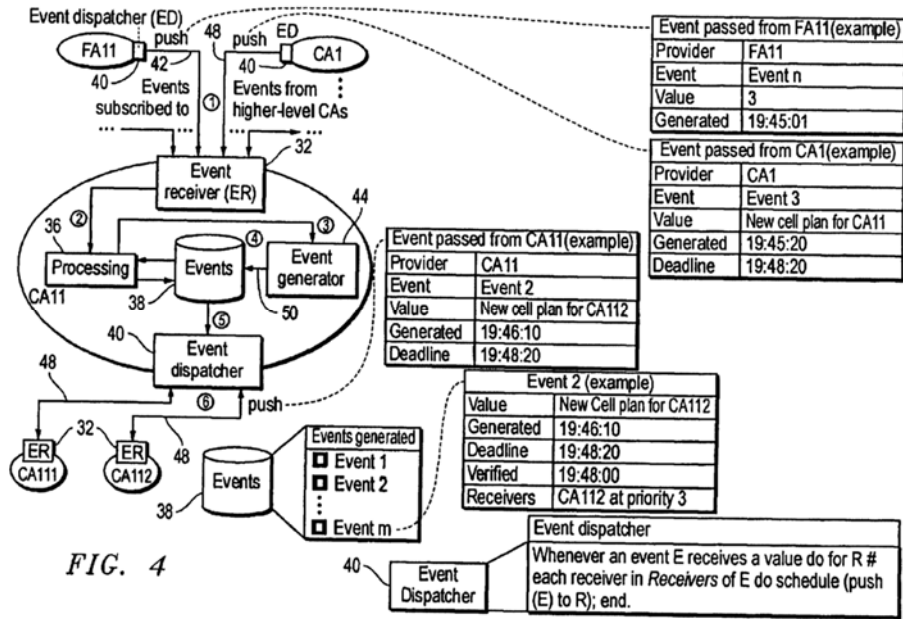 Event dispatcher (ED)
push
48
push
ED
FA11
CA1
40
42
40
Events
subscribed to
①
Events from
higher-level CAs
32
Event
receiver (ER)
②
③
44
36
④
Processing
Events
Event
generator
CA11
38
50
40
⑤
Event
dispatcher
48
⑥
push
32
ER
ER
CA111
CA112
48
Events
38
Events generated
Event 1
Event 2
Event m
FIG. 4
Event passed from FA11(example)
Provider FA11
Event Event n
Value 3
Generated 19:45:01
Event passed from CA1(example)
Provider CA1
Event Event 3
Value New cell plan for CA11
Generated 19:45:20
Deadline 19:48:20
Event passed from CA11(example)
Provider CA11
Event Event 2
Value New cell plan for CA112
Generated 19:46:10
Deadline 19:48:20
Event 2 (example)
Value New Cell plan for CA112
Generated 19:46:10
Deadline 19:48:20
Verified 19:48:00
Receivers CA112 at priority 3
40
Event
Dispatcher
Event dispatcher
Whenever an event E receives a value do for R #
each receiver in Receivers of E do schedule (push
(E) to R); end.